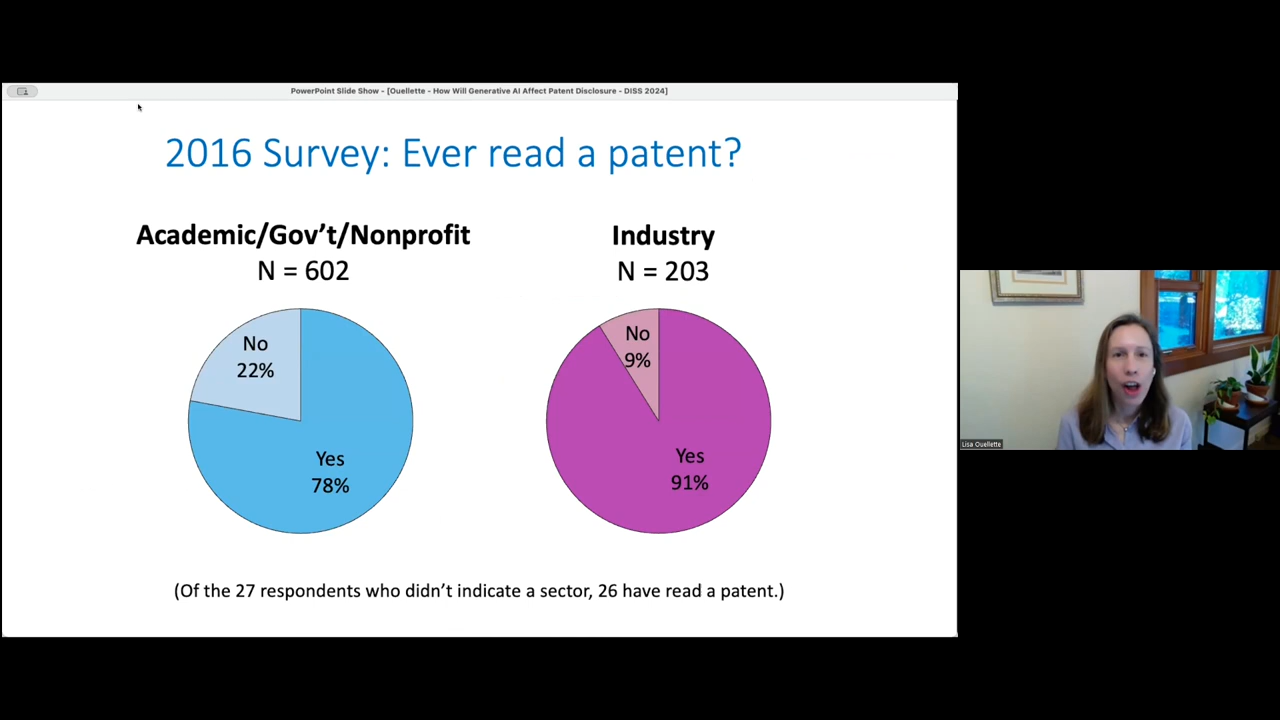 PowerPoint Slide Show - [Ouellette - How Will Generative AI Affect Patent Disclosure - DISS 2024]
2016 Survey: Ever read a patent?
Academic/Gov’t/Nonprofit
N = 602
Industry
N = 203
No
22%
Yes
78%
No
9%
Yes
91%
(Of the 27 respondents who didn’t indicate a sector, 26 have read a patent.)
Lisa Ouellette